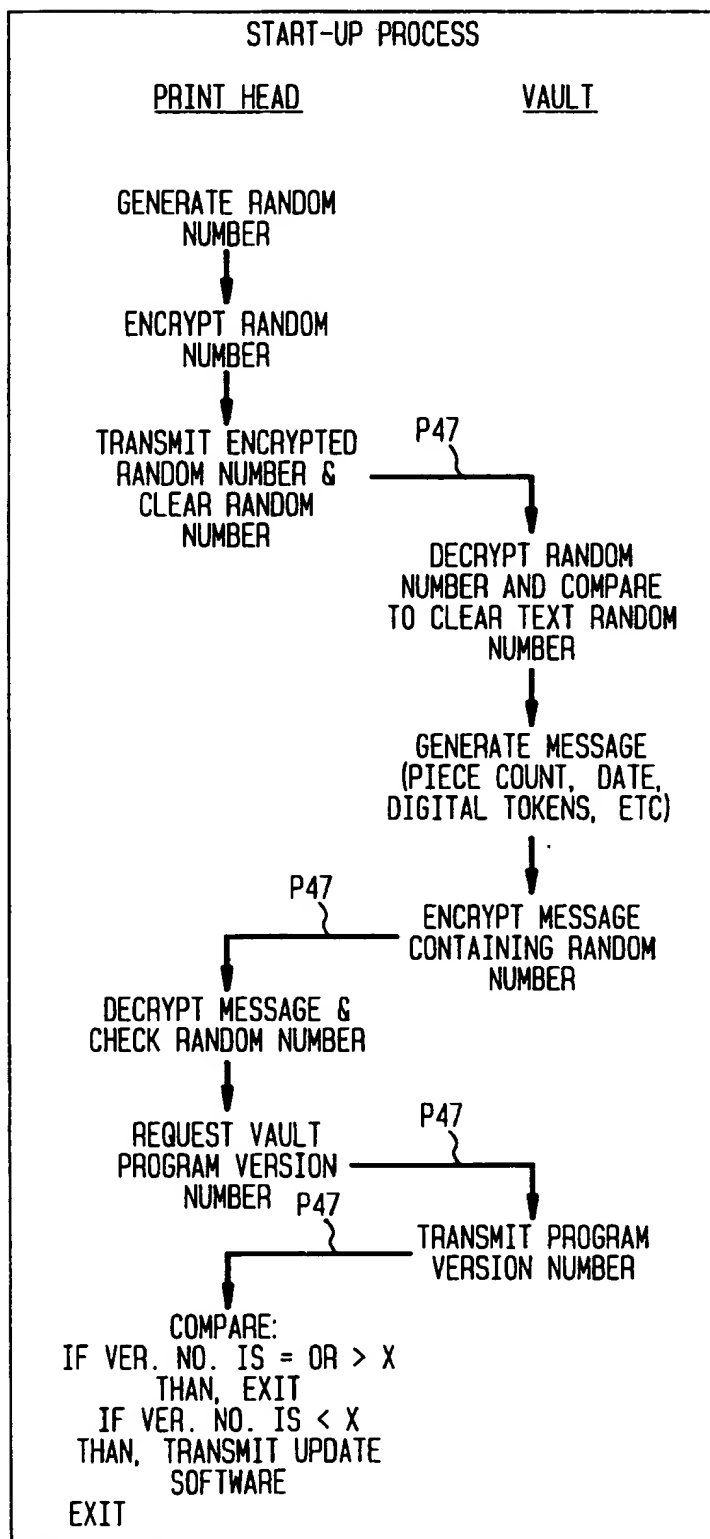 START-UP PROCESS
PRINT HEAD
VAULT
GENERATE RANDOM
NUMBER
ENCRYPT RANDOM
NUMBER
TRANSMIT ENCRYPTED
RANDOM NUMBER &
CLEAR RANDOM
NUMBER
P47
DECRYPT RANDOM
NUMBER AND COMPARE
TO CLEAR TEXT RANDOM
NUMBER
GENERATE MESSAGE
(PIECE COUNT, DATE,
DIGITAL TOKENS, ETC)
P47
ENCRYPT MESSAGE
CONTAINING RANDOM
NUMBER
DECRYPT MESSAGE &
CHECK RANDOM NUMBER
REQUEST VAULT
PROGRAM VERSION
NUMBER
P47
P47
TRANSMIT PROGRAM
VERSION NUMBER
COMPARE:
IF VER. NO. IS = OR > X
THAN, EXIT
IF VER. NO. IS < X
THAN, TRANSMIT UPDATE
SOFTWARE
EXIT